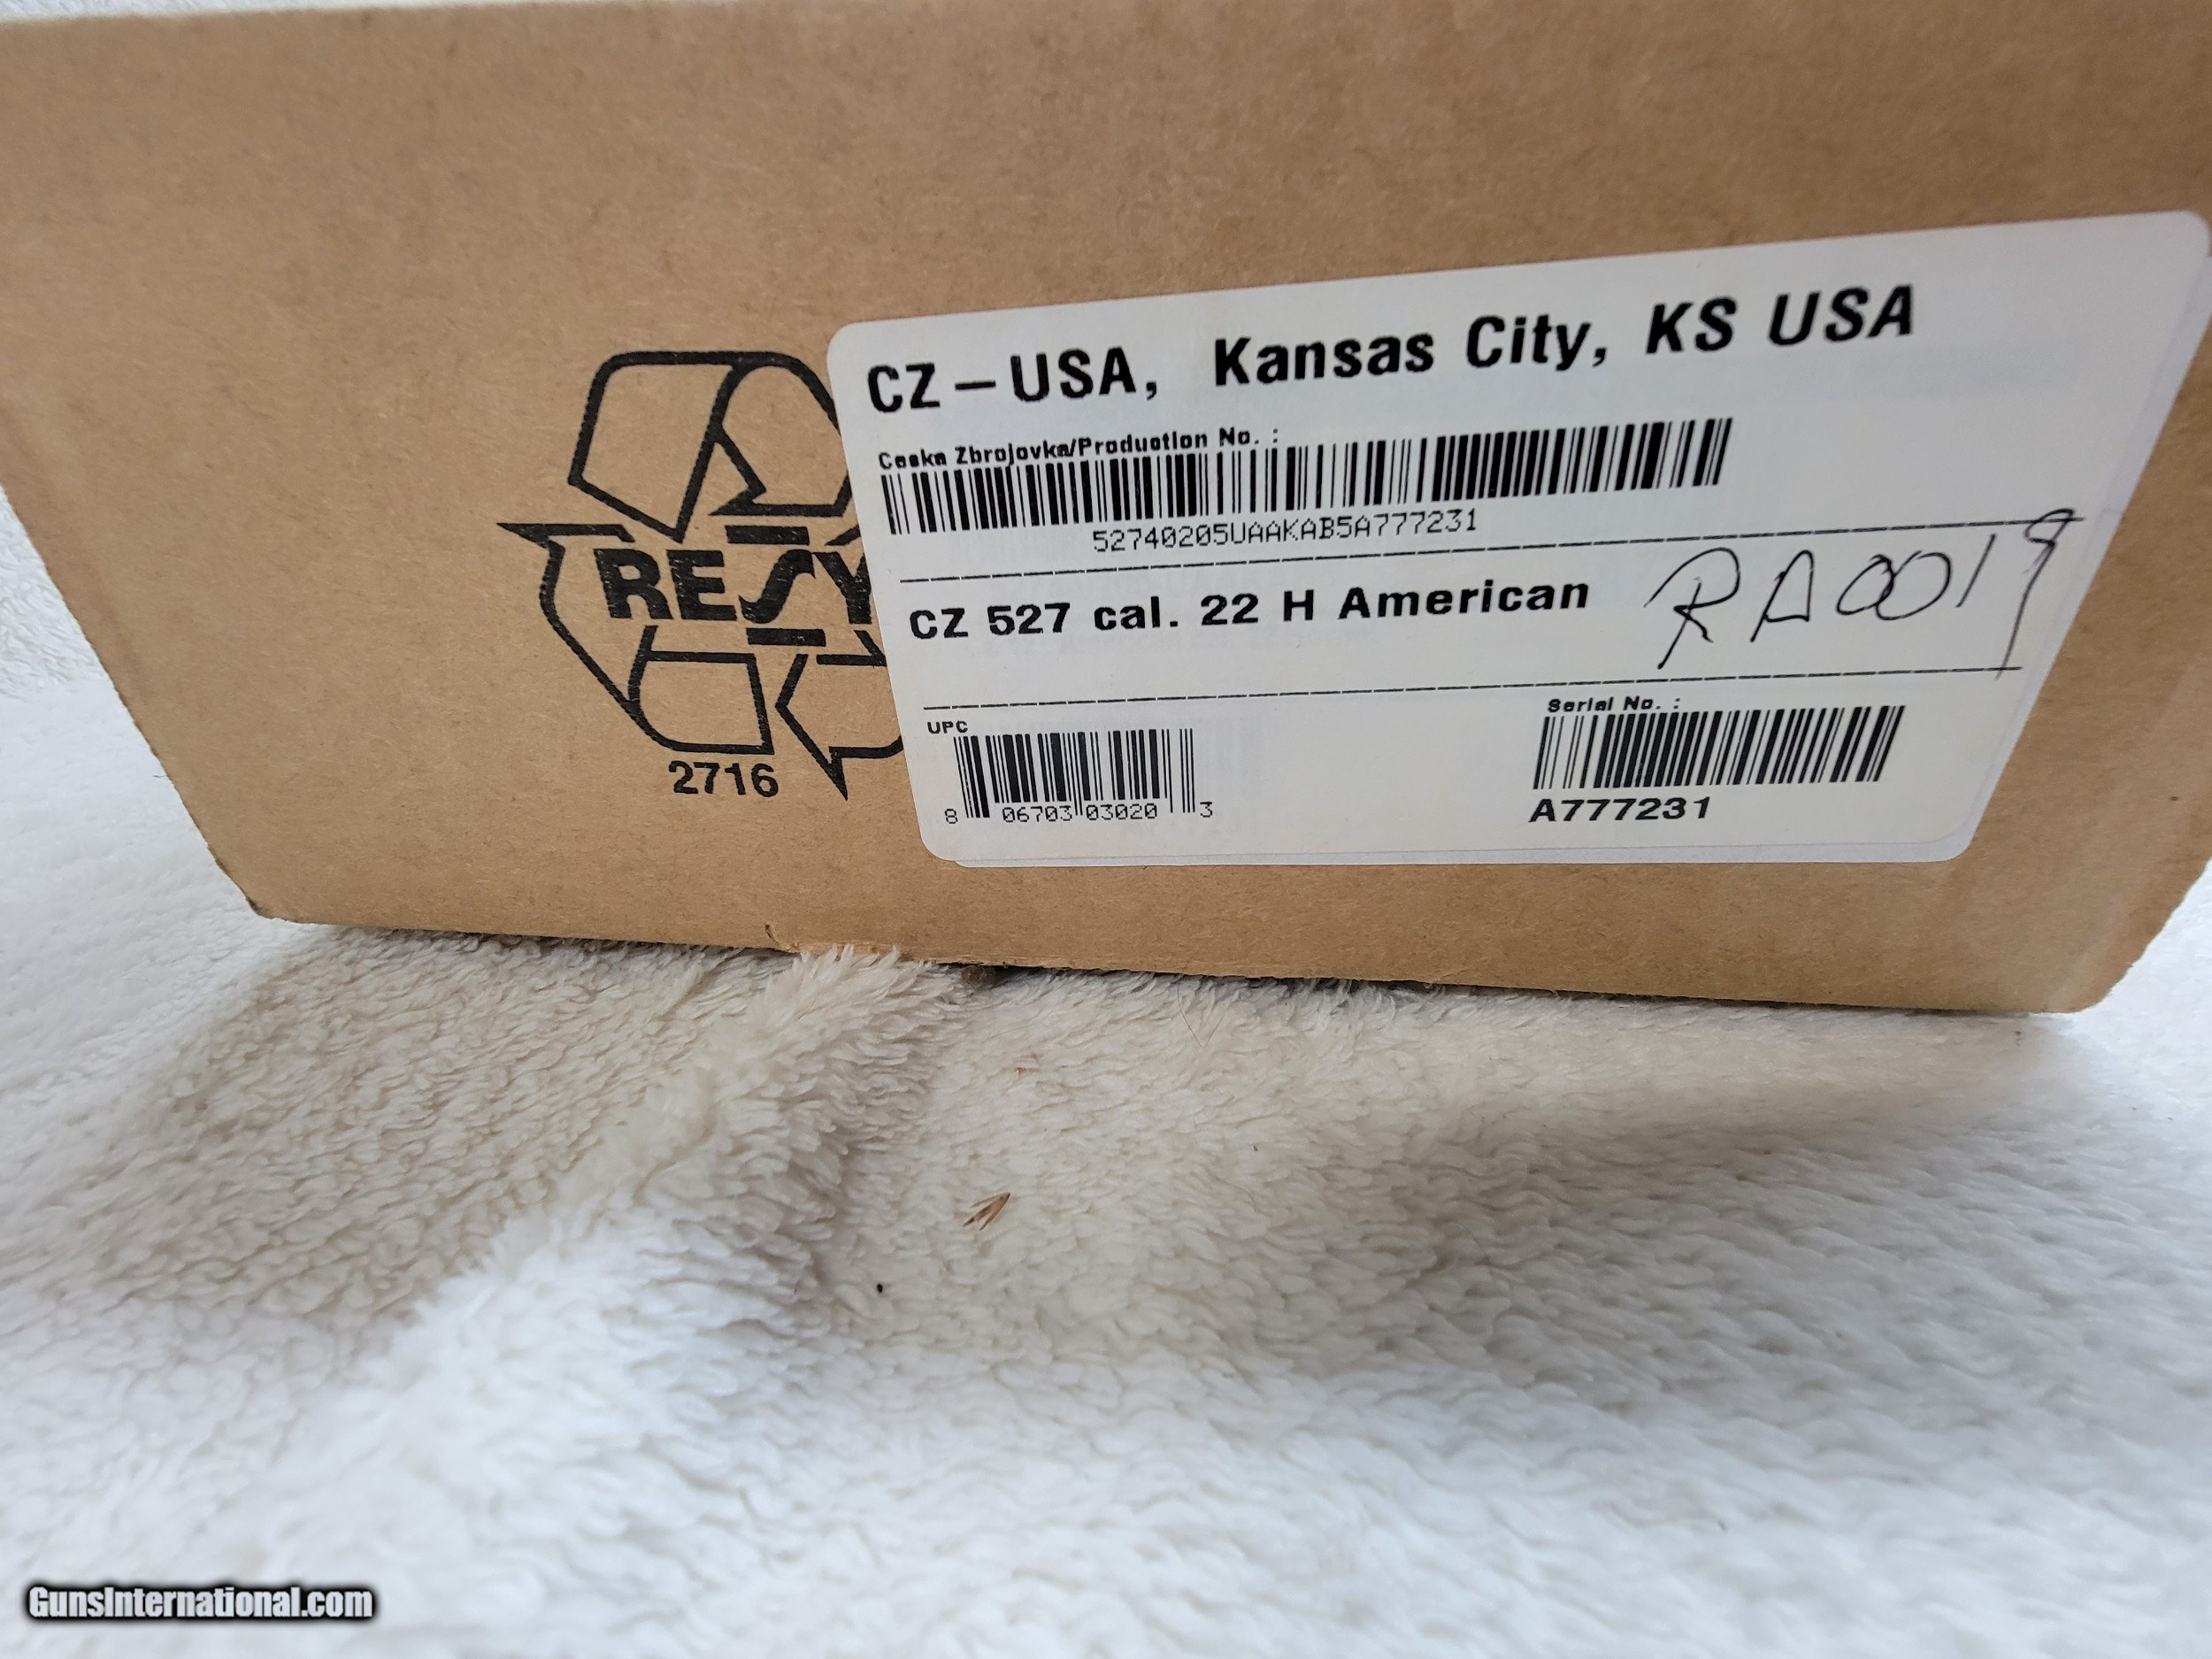 RESY
2716
CZ – USA, Kansas City, KS USA
Ceska Zbrojovka/Production No. :
52740205UAAKAB5A777231
CZ 527 cal. 22 H American
RA0019
UPC
8 06703 03020 3
Serial No. :
A777231
GunsInternational.com